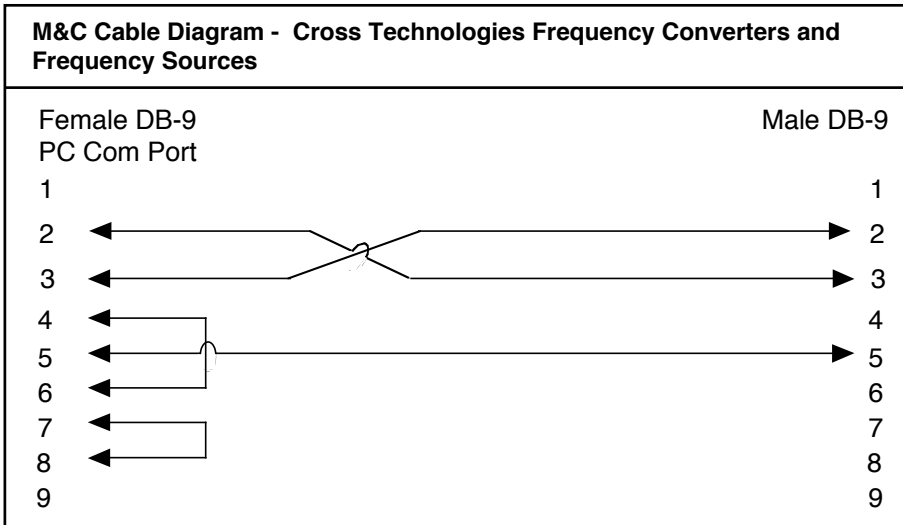 M&C Cable Diagram - Cross Technologies Frequency Converters and
Frequency Sources
Female DB-9 Male DB-9
PC Com Port
1 1
2 2
3 3
4 4
5 5
6 6
7 7
8 8
9 9